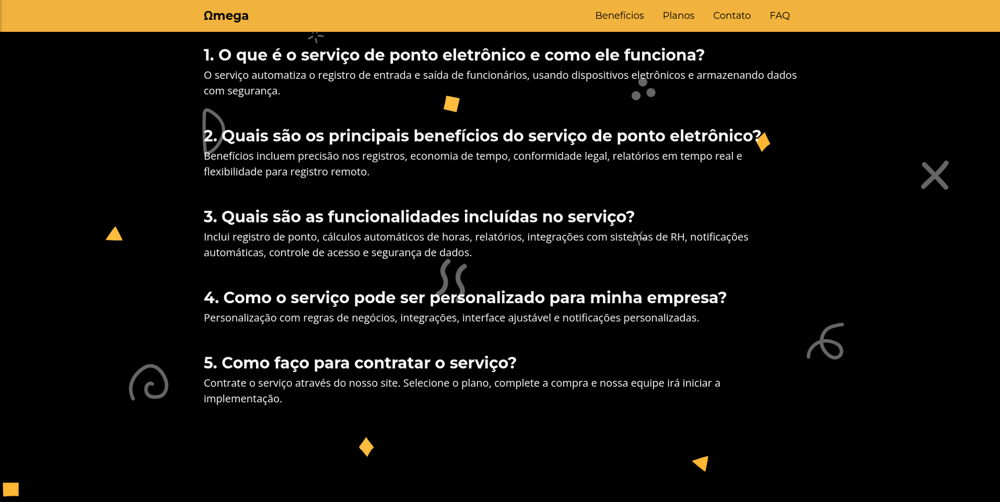 Ωmega
Benefícios Planos Contato FAQ
1. O que é o serviço de ponto eletrônico e como ele funciona?
O serviço automatiza o registro de entrada e saída de funcionários, usando dispositivos eletrônicos e armazenando dados
com segurança.
2. Quais são os principais benefícios do serviço de ponto eletrônico?
Benefícios incluem precisão nos registros, economia de tempo, conformidade legal, relatórios em tempo real e
flexibilidade para registro remoto.
3. Quais são as funcionalidades incluídas no serviço?
Inclui registro de ponto, cálculos automáticos de horas, relatórios, integrações com sistemas de RH, notificações
automáticas, controle de acesso e segurança de dados.
4. Como o serviço pode ser personalizado para minha empresa?
Personalização com regras de negócios, integrações, interface ajustável e notificações personalizadas.
5. Como faço para contratar o serviço?
Contrate o serviço através do nosso site. Selecione o plano, complete a compra e nossa equipe irá iniciar a
implementação.